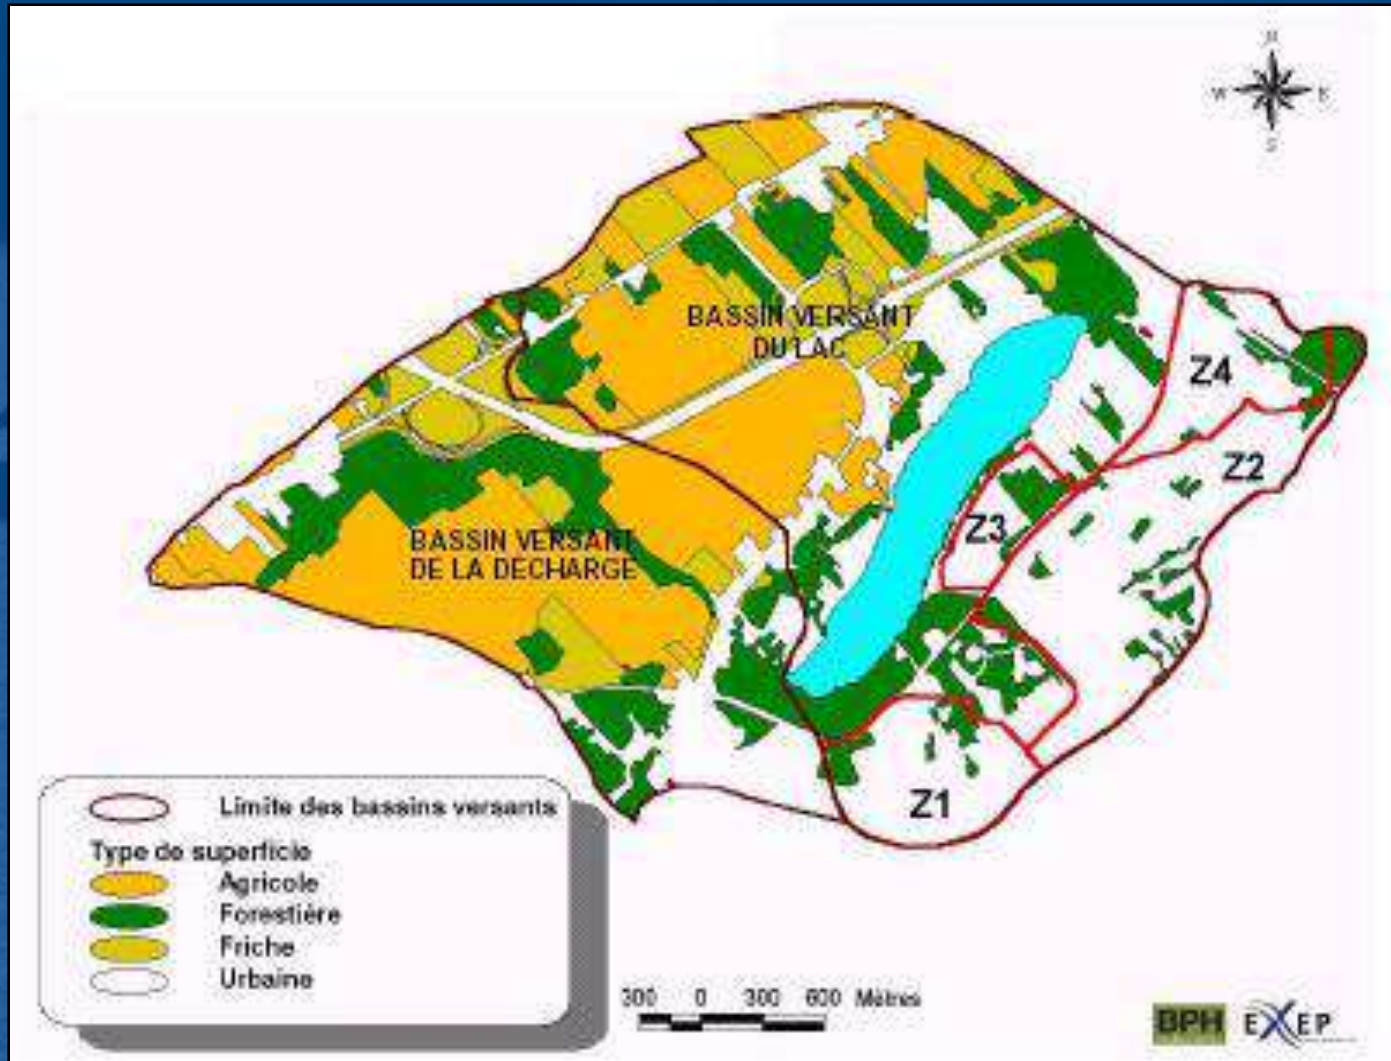 N
W E
S
BASSIN VERSANT
DU LAC
Z4
Z2
Z3
BASSIN VERSANT
DE LA DECHARGE
Z1
Limite des bassins versants
Type de superficie
Agricole
Forestière
Friche
Urbaine
300 0 300 600 Mètres
BPH EXEP